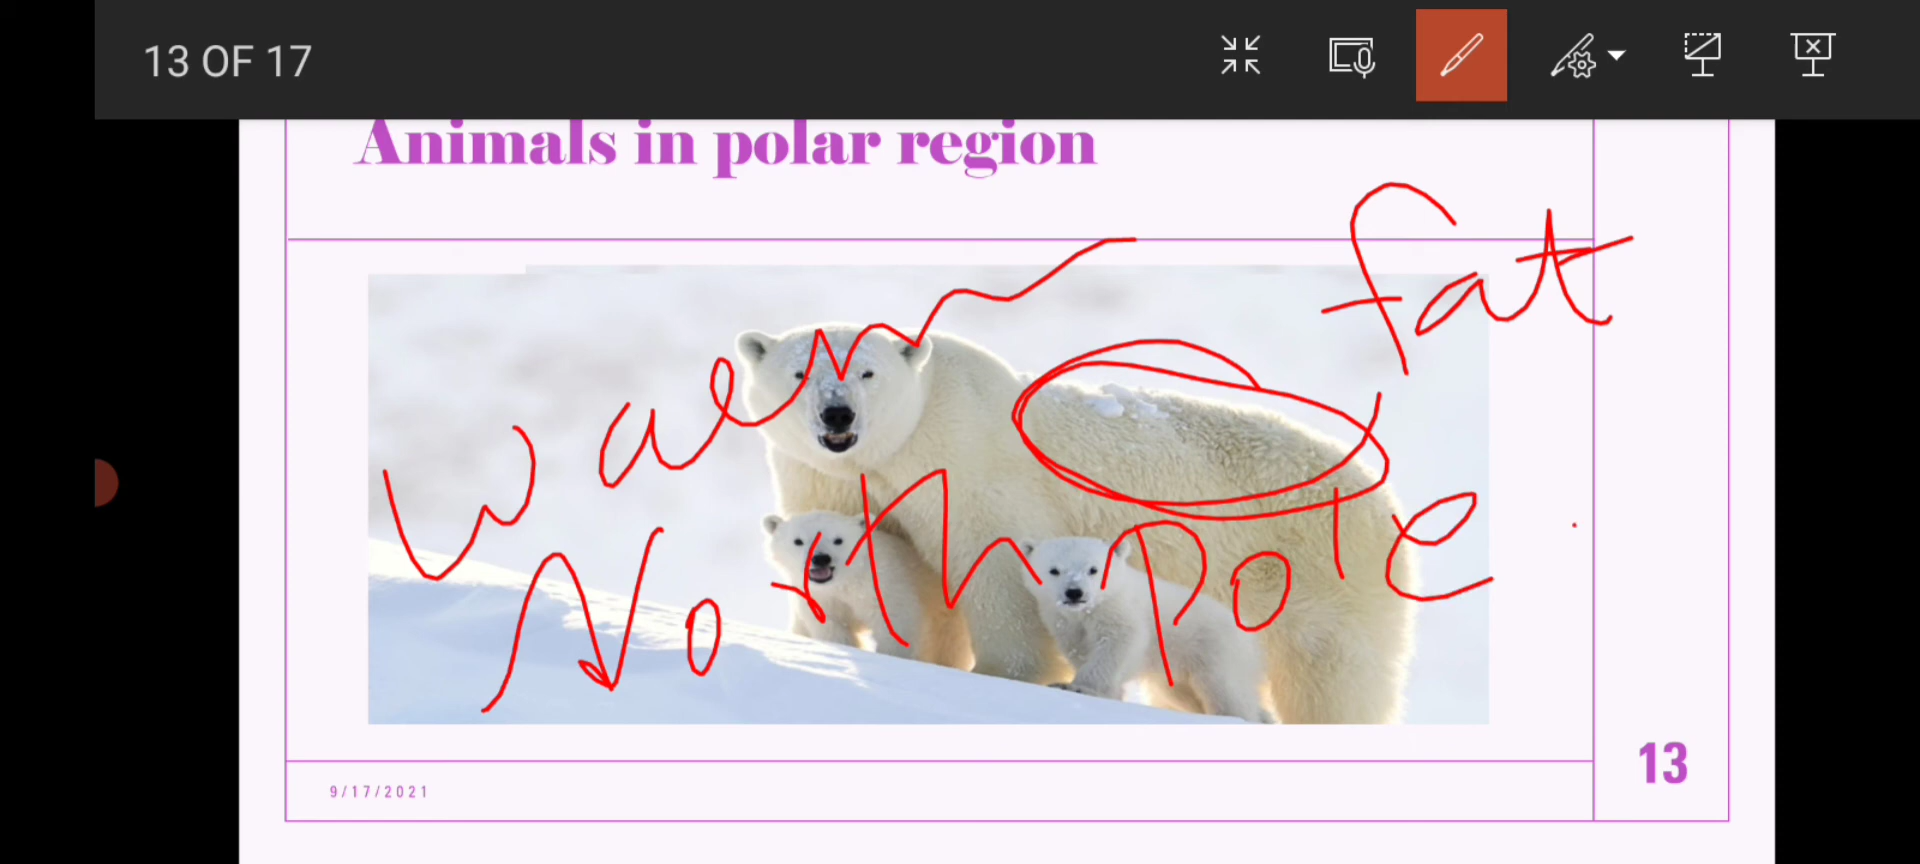 13 OF 17
Animals in polar region
fat
warm
North pole
13
9/17/2021